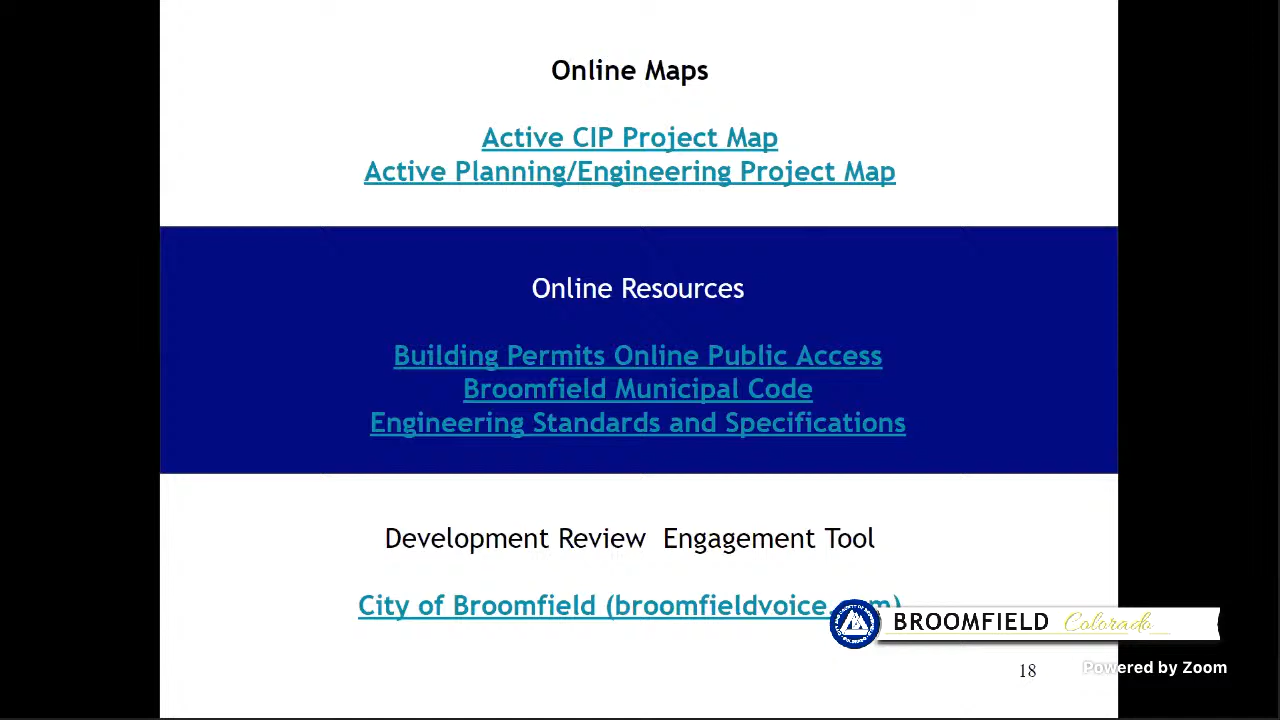 Online Maps
Active CIP Project Map
Active Planning/Engineering Project Map
Online Resources
Building Permits Online Public Access
Broomfield Municipal Code
Engineering Standards and Specifications
Development Review Engagement Tool
City of Broomfield (broomfieldvoice.
BROOMFIELD Colorado
18
Powered by Zoom